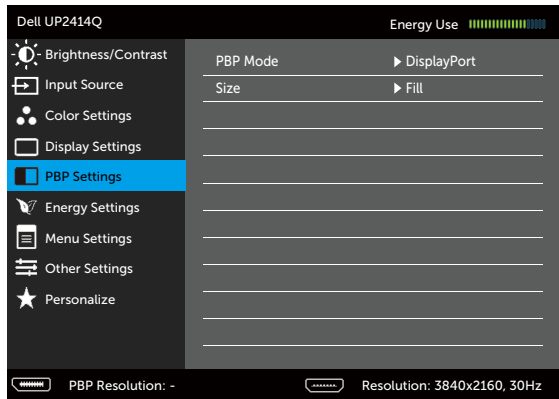 Dell UP2414Q
Energy Use
Brightness/Contrast
PBP Mode
DisplayPort
Input Source
Size
Fill
Color Settings
Display Settings
PBP Settings
Energy Settings
Menu Settings
Other Settings
Personalize
PBP Resolution: -
Resolution: 3840x2160, 30Hz